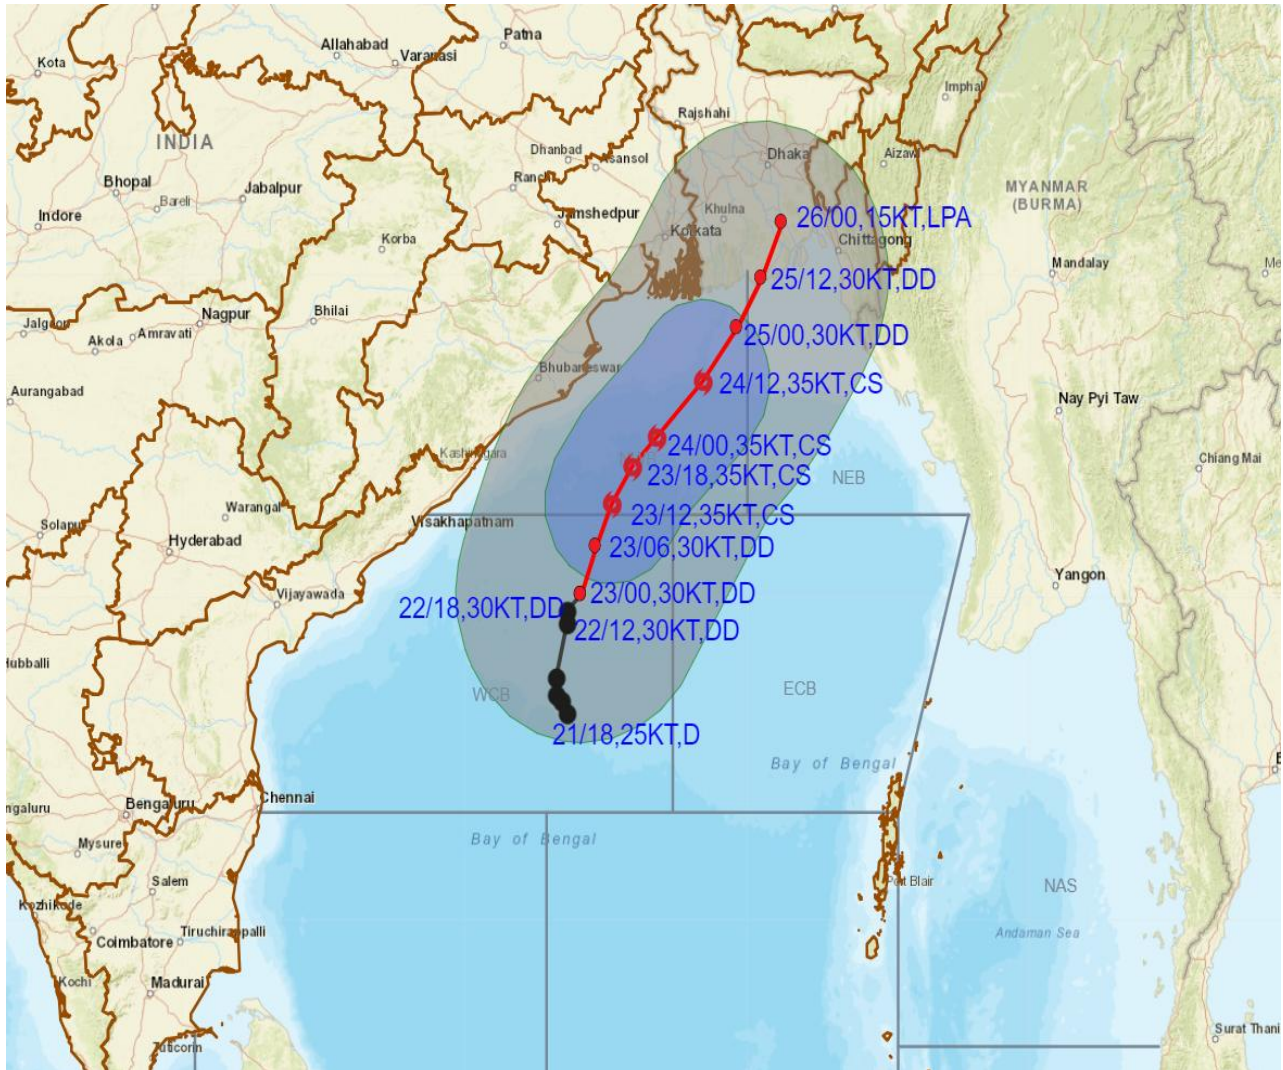 Patna
Allahabad
Varanasi
Kota
Imphal
Rajshahi
INDIA
Dhanbad
Asansol
Dhaka
Aizawl
Bhopal
Bareli
Jabalpur
Ranchi
MYANMAR
(BURMA)
Indore
Jamshedpur
Khulna
26/00,15KT,LPA
Kolkata
Korba
Chittagong
Mandalay
Me
25/12,30KT,DD
Bhilai
Nagpur
Jalgaon
Akola
Amravati
25/00,30KT,DD
Bhubaneswar
24/12,35KT,CS
Aurangabad
Nay Pyi Taw
24/00,35KT,CS
Chiang Mai
23/18,35KT,CS
NEB
Warangal
23/12,35KT,CS
Visakhapatnam
Solapu
Hyderabad
23/06,30KT,DD
Yangon
Vijayawada
23/00,30KT,DD
22/18,30KT,DD
22/12,30KT,DD
Hubballi
WCB
ECB
21/18,25KT,D
Bay of Bengal
Chennai
ngaluru
Bengaluru
Bay of Bengal
Mysuru
Salem
Port Blair
NAS
Kozhikode
Coimbatore
Tiruchirappalli
Andaman Sea
Kochi
Madurai
Surat Thani
Tuticorin